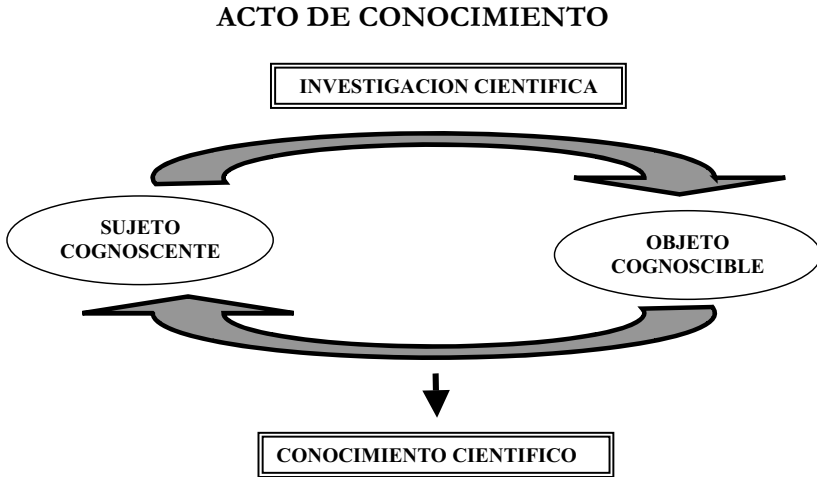 ACTO DE CONOCIMIENTO
INVESTIGACION CIENTIFICA
SUJETO
COGNOSCENTE
OBJETO
COGNOSCIBLE
CONOCIMIENTO CIENTIFICO